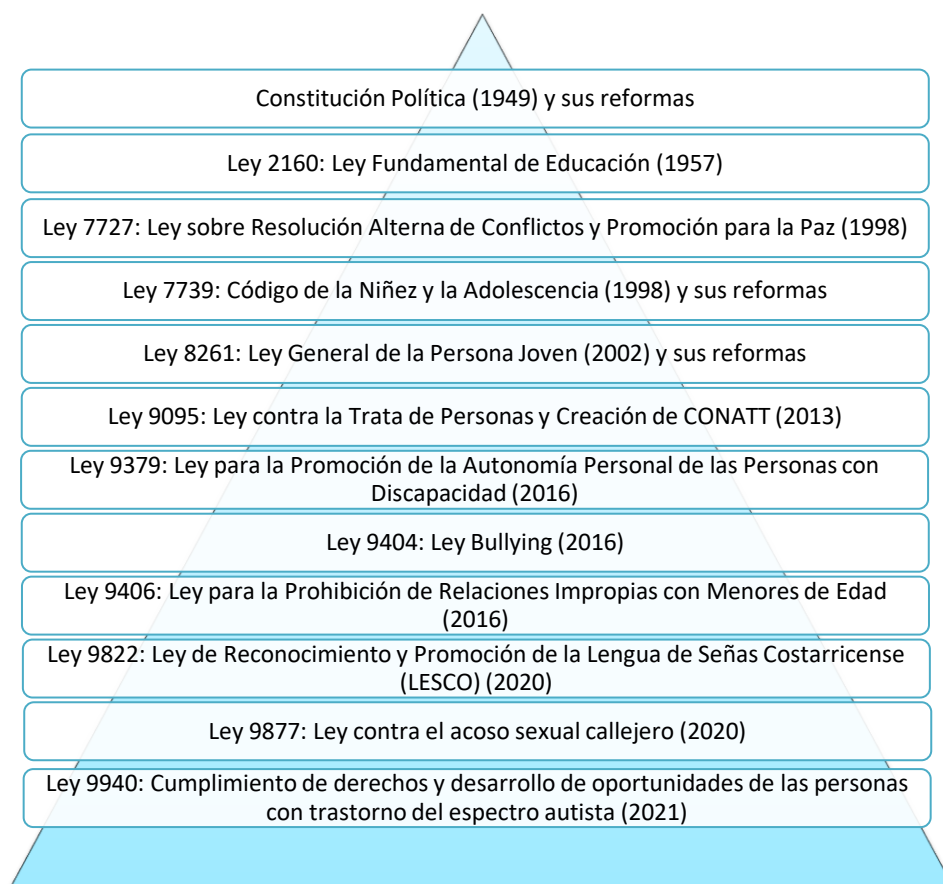 Constitución Política (1949) y sus reformas
Ley 2160: Ley Fundamental de Educación (1957)
Ley 7727: Ley sobre Resolución Alterna de Conflictos y Promoción para la Paz (1998)
Ley 7739: Código de la Niñez y la Adolescencia (1998) y sus reformas
Ley 8261: Ley General de la Persona Joven (2002) y sus reformas
Ley 9095: Ley contra la Trata de Personas y Creación de CONATT (2013)
Ley 9379: Ley para la Promoción de la Autonomía Personal de las Personas con
Discapacidad (2016)
Ley 9404: Ley Bullying (2016)
Ley 9406: Ley para la Prohibición de Relaciones Impropias con Menores de Edad
(2016)
Ley 9822: Ley de Reconocimiento y Promoción de la Lengua de Señas Costarricense
(LESCO) (2020)
Ley 9877: Ley contra el acoso sexual callejero (2020)
Ley 9940: Cumplimiento de derechos y desarrollo de oportunidades de las personas
con trastorno del espectro autista (2021)